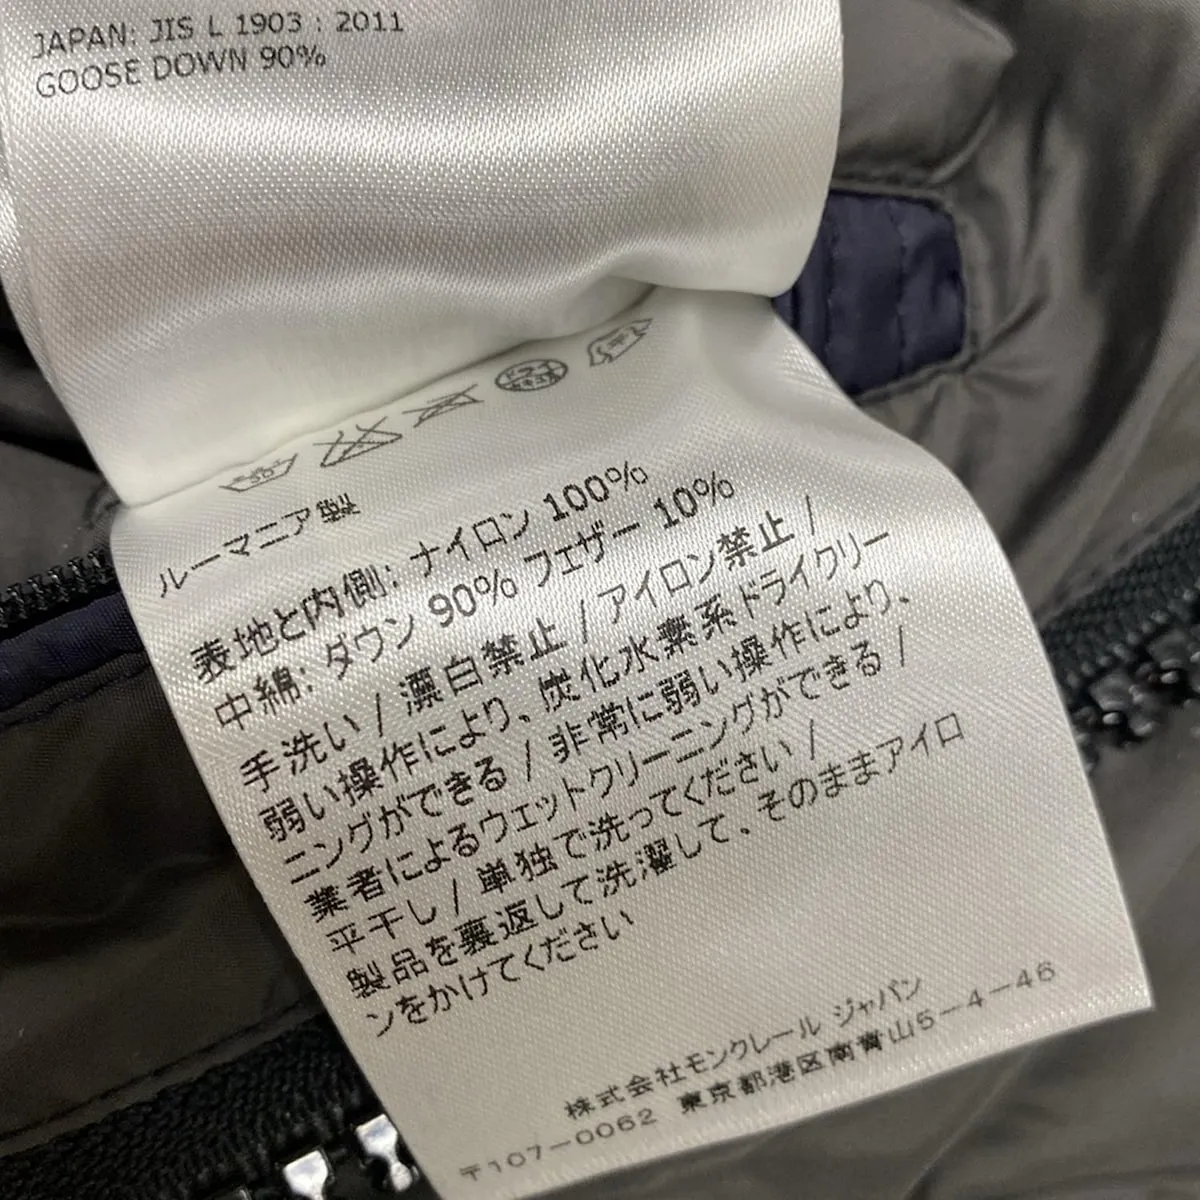 JAPAN: JIS L 1903 : 2011
GOOSE DOWN 90%
ルーマニア製
表地と内側: ナイロン 100%
中綿: ダウン 90% フェザー 10%
手洗い / 漂白禁止 / アイロン禁止 /
弱い操作により、炭化水素系ドライクリー
ニングができる / 非常に弱い操作により、
業者によるウェットクリーニングができる /
平干し / 単独で洗ってください /
製品を裏返して洗濯して、そのままアイロ
ンをかけてください
株式会社モンクレール ジャパン
〒107-0062 東京都港区南青山5-4-46